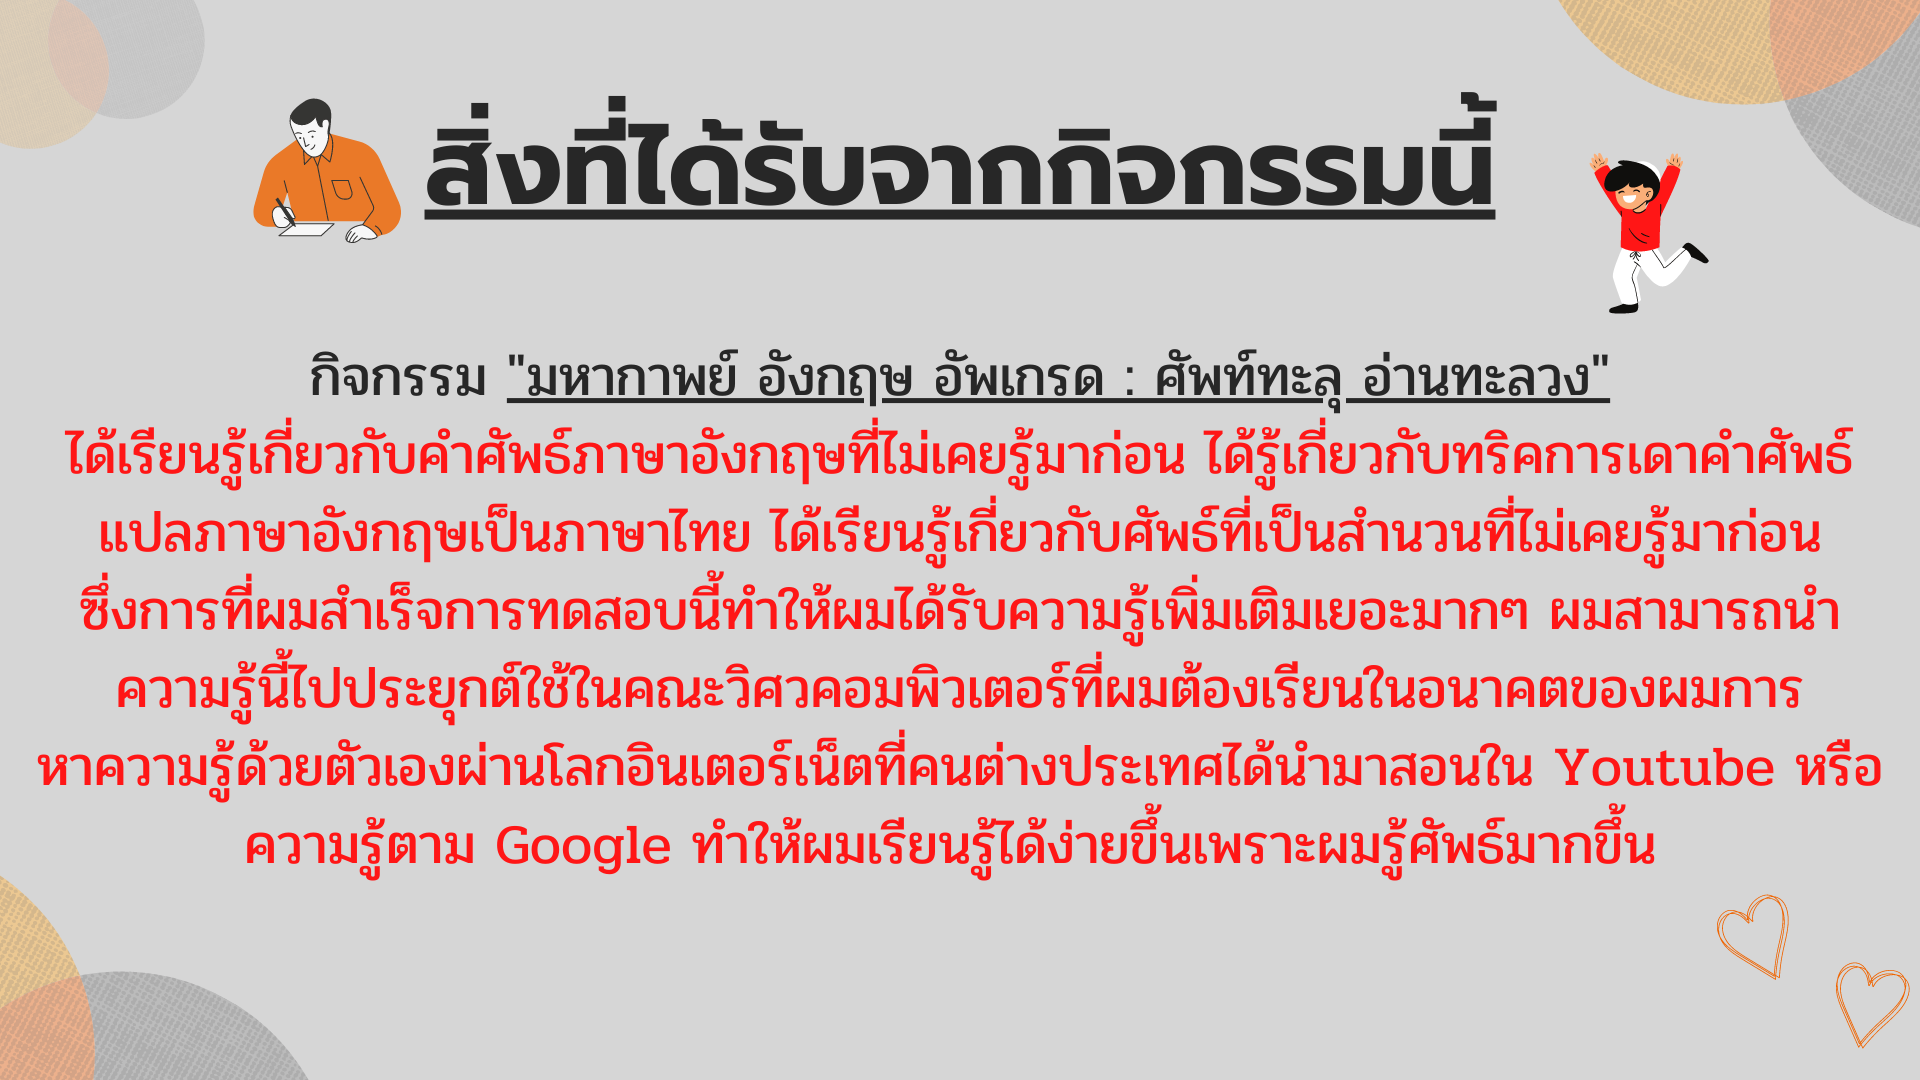 สิ่งที่ได้รับจากกิจกรรมนี้
กิจกรรม "มหากาพย์ อังกฤษ อัพเกรด : ศัพท์ทะลุ อ่านทะลวง"
ได้เรียนรู้เกี่ยวกับคำศัพธ์ภาษาอังกฤษที่ไม่เคยรู้มาก่อน ได้รู้เกี่ยวกับทริคการเดาคำศัพธ์
แปลภาษาอังกฤษเป็นภาษาไทย ได้เรียนรู้เกี่ยวกับศัพธ์ที่เป็นสำนวนที่ไม่เคยรู้มาก่อน
ซึ่งการที่ผมสำเร็จการทดสอบนี้ทำให้ผมได้รับความรู้เพิ่มเติมเยอะมากๆ ผมสามารถนำ
ความรู้นี้ไปประยุกต์ใช้ในคณะวิศวคอมพิวเตอร์ที่ผมต้องเรียนในอนาคตของผมการ
หาความรู้ด้วยตัวเองผ่านโลกอินเตอร์เน็ตที่คนต่างประเทศได้นำมาสอนใน Youtube หรือ
ความรู้ตาม Google ทำให้ผมเรียนรู้ได้ง่ายขึ้นเพราะผมรู้ศัพธ์มากขึ้น